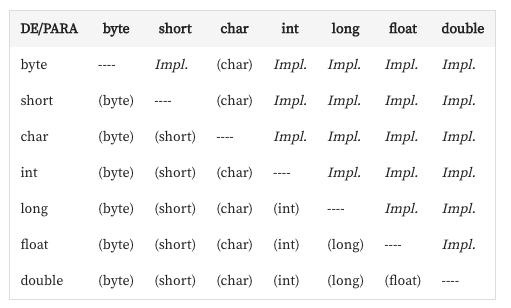 DE/PARA byte short char int long float double
byte ---- Impl. (char) Impl. Impl. Impl. Impl.
short (byte) ---- (char) Impl. Impl. Impl. Impl.
char (byte) (short) ---- Impl. Impl. Impl. Impl.
int (byte) (short) (char) ---- Impl. Impl. Impl.
long (byte) (short) (char) (int) ---- Impl. Impl.
float (byte) (short) (char) (int) (long) ---- Impl.
double (byte) (short) (char) (int) (long) (float) ----